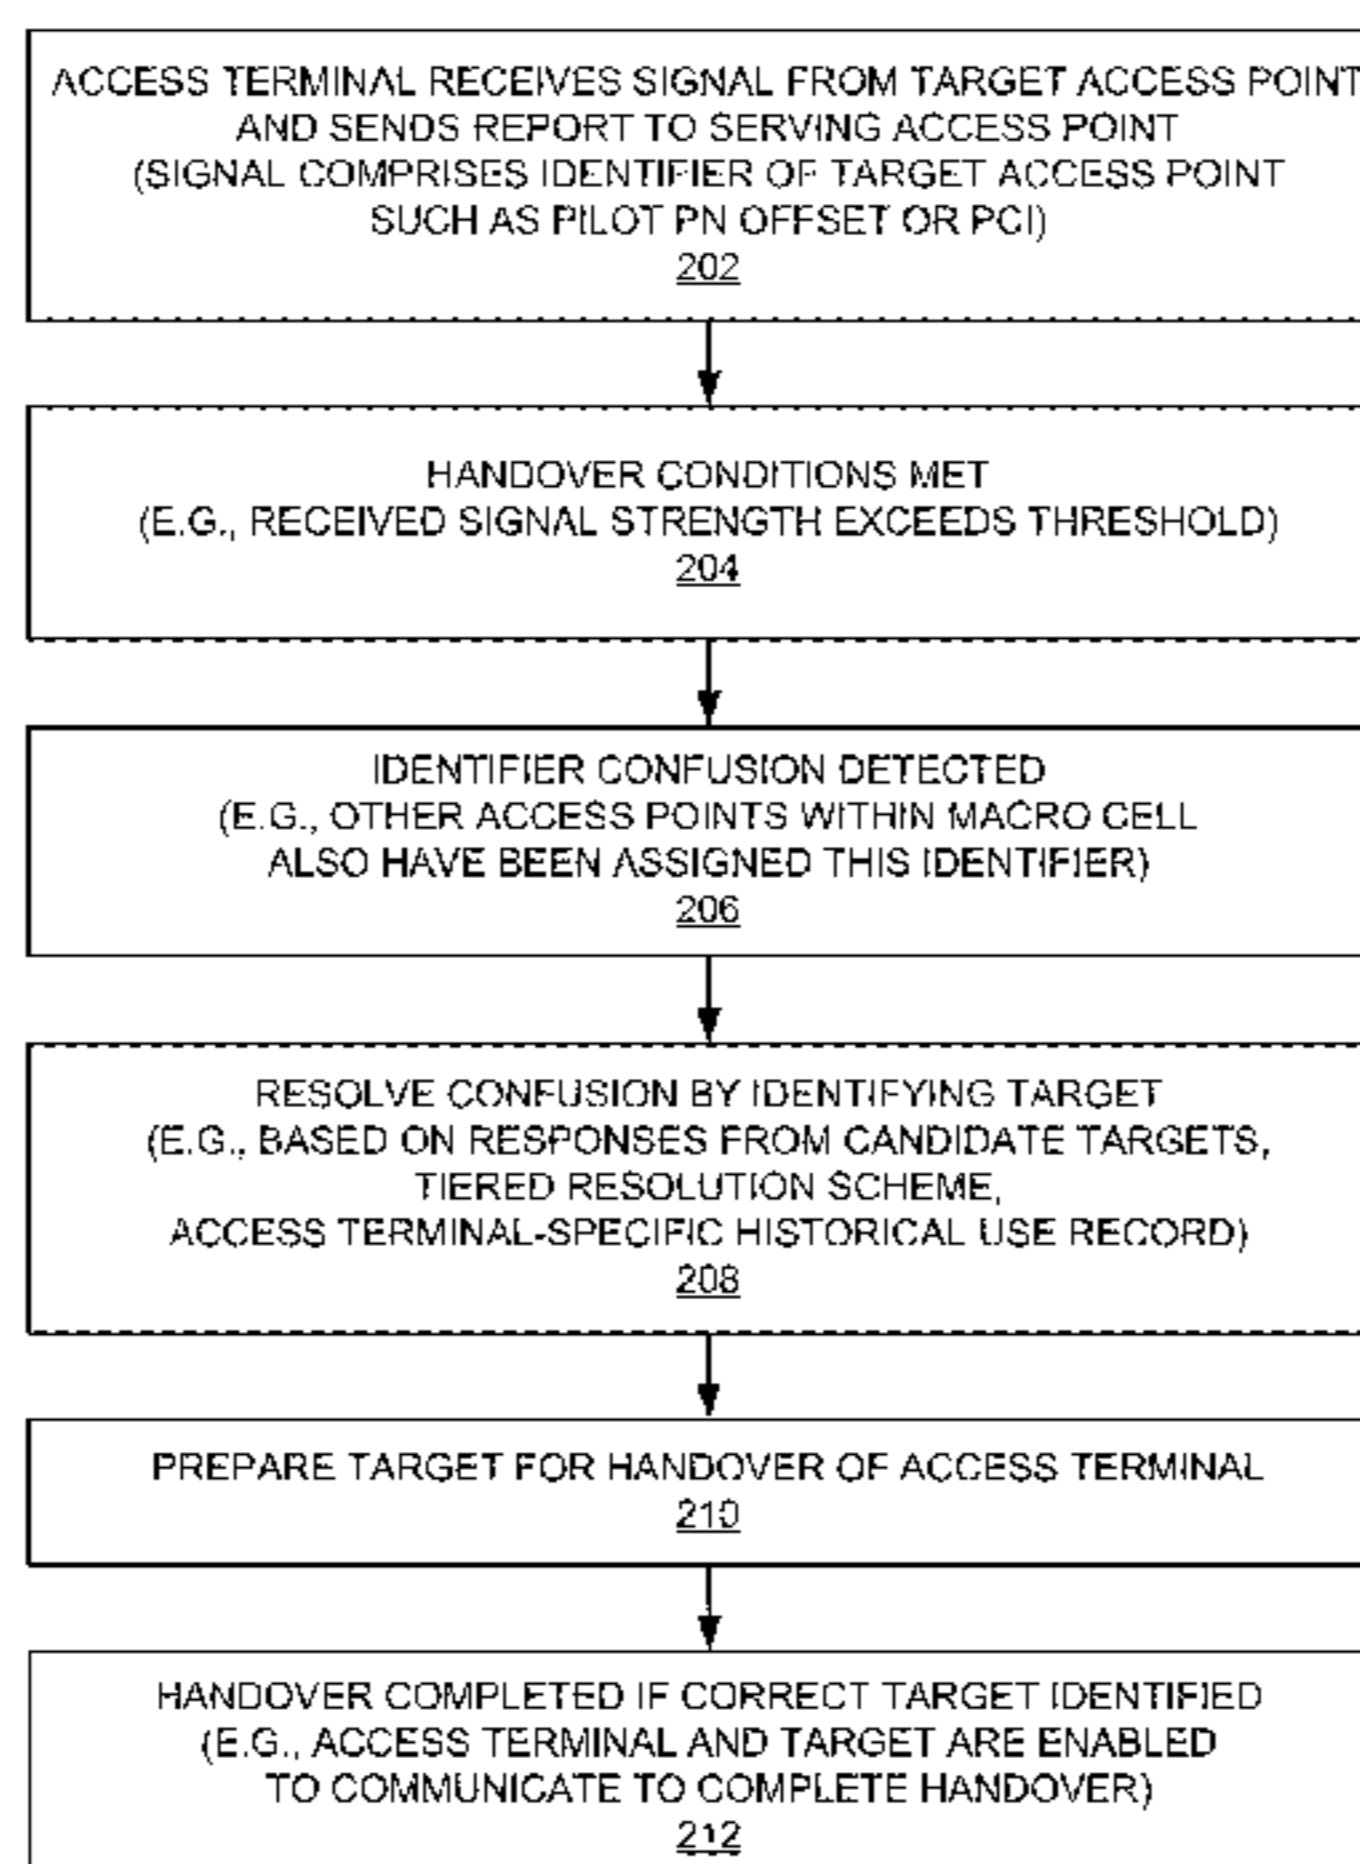 ACCESS TERMINAL RECEIVES SIGNAL FROM TARGET ACCESS POINT
AND SENDS REPORT TO SERVING ACCESS POINT
(SIGNAL COMPRISES IDENTIFIER OF TARGET ACCESS POINT
SUCH AS PILOT PN OFFSET OR PCI)
202
HANDOVER CONDITIONS MET
(E.G., RECEIVED SIGNAL STRENGTH EXCEEDS THRESHOLD)
204
IDENTIFIER CONFUSION DETECTED
(E.G., OTHER ACCESS POINTS WITHIN MACRO CELL
ALSO HAVE BEEN ASSIGNED THIS IDENTIFIER)
206
RESOLVE CONFUSION BY IDENTIFYING TARGET
(E.G., BASED ON RESPONSES FROM CANDIDATE TARGETS,
TIERED RESOLUTION SCHEME,
ACCESS TERMINAL-SPECIFIC HISTORICAL USE RECORD)
208
PREPARE TARGET FOR HANDOVER OF ACCESS TERMINAL
210
HANDOVER COMPLETED IF CORRECT TARGET IDENTIFIED
(E.G., ACCESS TERMINAL AND TARGET ARE ENABLED
TO COMMUNICATE TO COMPLETE HANDOVER)
212